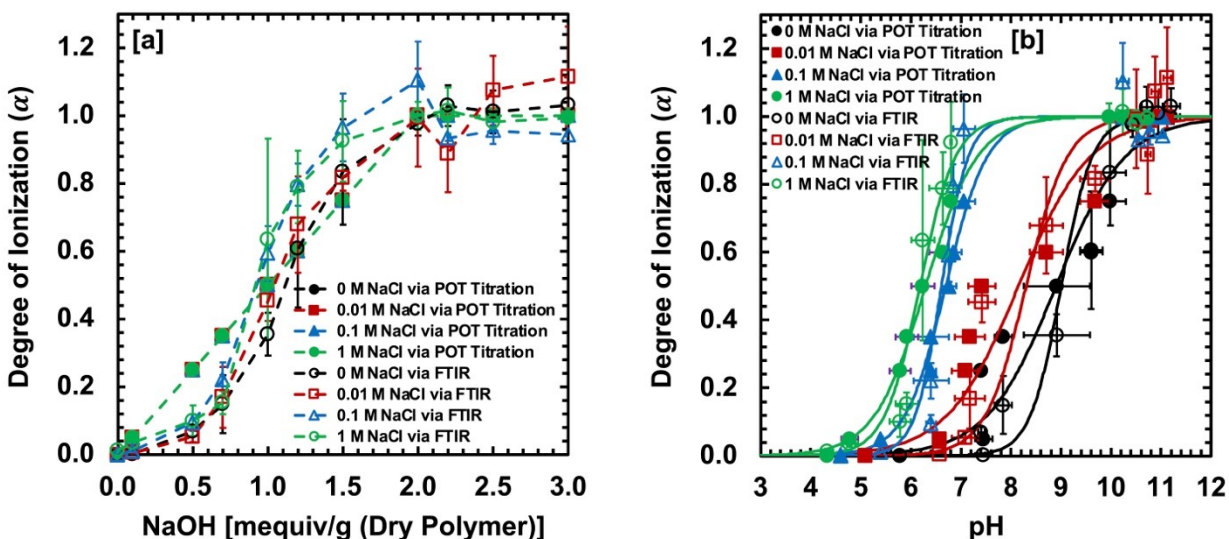 [a]
Degree of Ionization (α)
1.2
1.0
0.8
0.6
0.4
0.2
0.0
0 M NaCl via POT Titration
0.01 M NaCl via POT Titration
0.1 M NaCl via POT Titration
1 M NaCl via POT Titration
0 M NaCl via FTIR
0.01 M NaCl via FTIR
0.1 M NaCl via FTIR
1 M NaCl via FTIR
0.0 0.5 1.0 1.5 2.0 2.5 3.0
NaOH [mequiv/g (Dry Polymer)]
[b]
Degree of Ionization (α)
1.2
1.0
0.8
0.6
0.4
0.2
0.0
0 M NaCl via POT Titration
0.01 M NaCl via POT Titration
0.1 M NaCl via POT Titration
1 M NaCl via POT Titration
0 M NaCl via FTIR
0.01 M NaCl via FTIR
0.1 M NaCl via FTIR
1 M NaCl via FTIR
3 4 5 6 7 8 9 10 11 12
pH